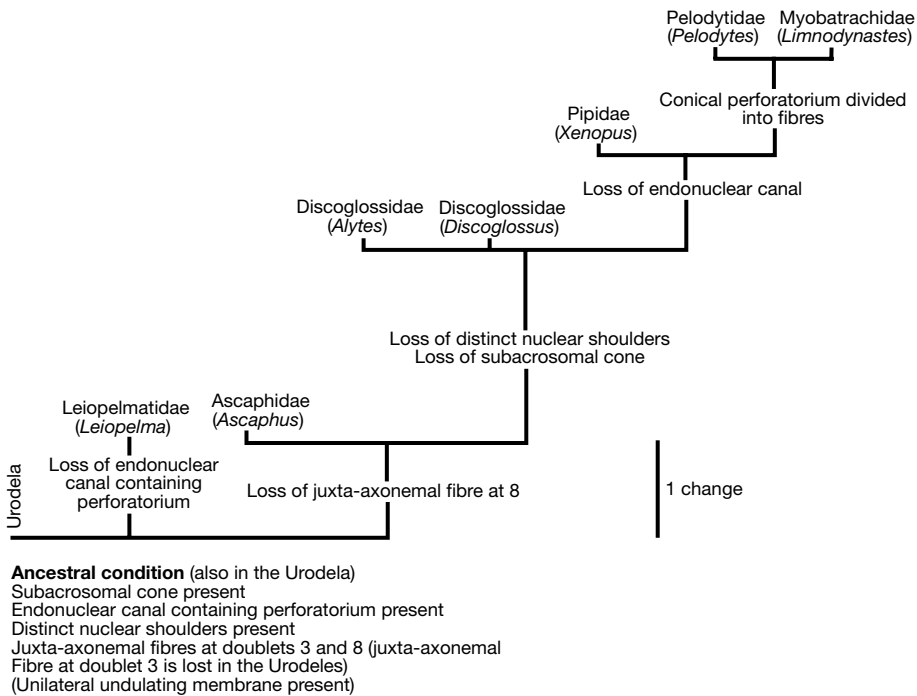 Pelodytidae
(Pelodytes)
Myobatrachidae
(Limnodynastes)
Conical perforatorium divided
into fibres
Pipidae
(Xenopus)
Loss of endonuclear canal
Discoglossidae
(Alytes)
Discoglossidae
(Discoglossus)
Loss of distinct nuclear shoulders
Loss of subacrosomal cone
Leiopelmatidae
(Leiopelma)
Ascaphidae
(Ascaphus)
Loss of endonuclear
canal containing
perforatorium
Loss of juxta-axonemal fibre at 8
Urodela
1 change
Ancestral condition (also in the Urodela)
Subacrosomal cone present
Endonuclear canal containing perforatorium present
Distinct nuclear shoulders present
Juxta-axonemal fibres at doublets 3 and 8 (juxta-axonemal
Fibre at doublet 3 is lost in the Urodeles)
(Unilateral undulating membrane present)